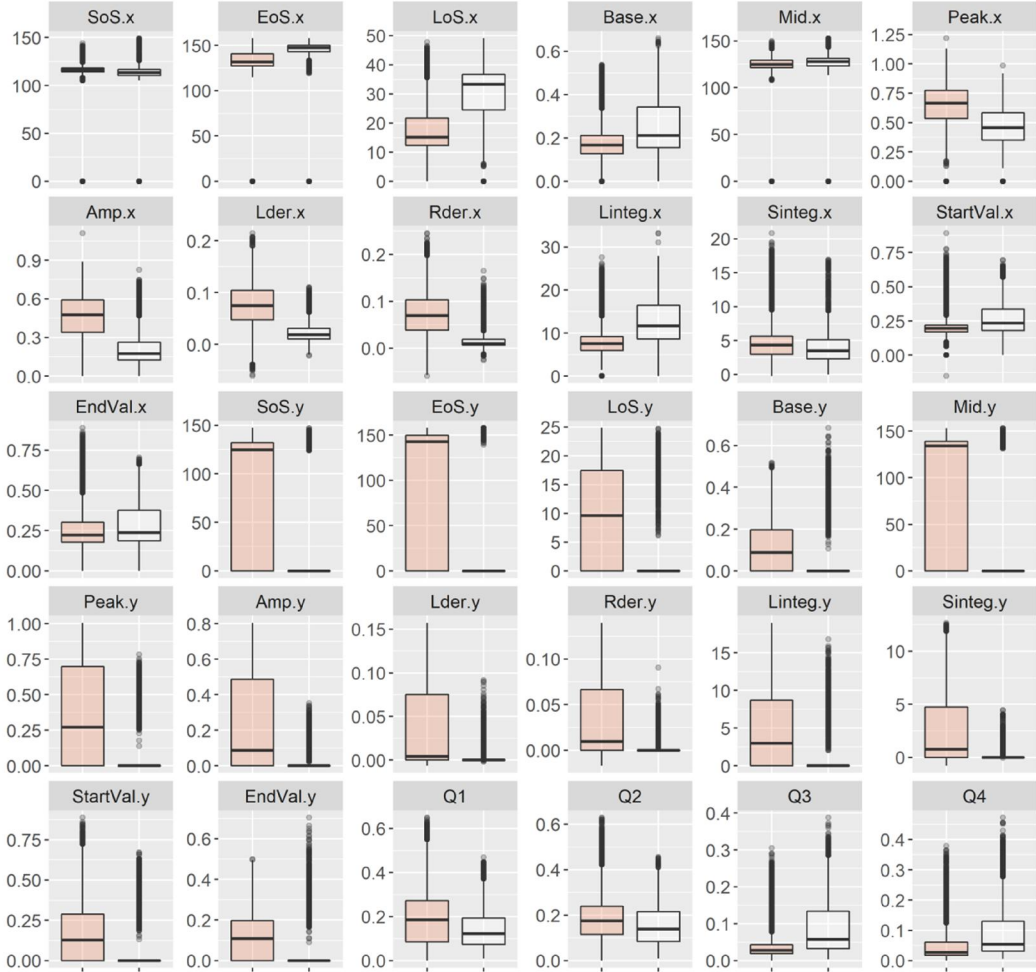 SoS.x EoS.x LoS.x Base.x Mid.x Peak.x
150 100 50 0
150 100 50 0
50 40 30 20 10 0
0.6 0.4 0.2 0.0
150 100 50 0
1.25 1.00 0.75 0.50 0.25 0.00
Amp.x Lder.x Rder.x Linteg.x Sinteg.x StartVal.x
0.9 0.6 0.3 0.0
0.2 0.1 0.0
0.2 0.1 0.0
30 20 10 0
20 15 10 5 0
0.75 0.50 0.25 0.00
EndVal.x SoS.y EoS.y LoS.y Base.y Mid.y
0.75 0.50 0.25 0.00
150 100 50 0
150 100 50 0
25 20 15 10 5 0
0.6 0.4 0.2 0.0
150 100 50 0
Peak.y Amp.y Lder.y Rder.y Linteg.y Sinteg.y
1.00 0.75 0.50 0.25 0.00
0.8 0.6 0.4 0.2 0.0
0.15 0.10 0.05 0.00
0.10 0.05 0.00
15 10 5 0
10 5 0
StartVal.y EndVal.y Q1 Q2 Q3 Q4
0.75 0.50 0.25 0.00
0.6 0.4 0.2 0.0
0.6 0.4 0.2 0.0
0.6 0.4 0.2 0.0
0.4 0.3 0.2 0.1 0.0
0.4 0.3 0.2 0.1 0.0